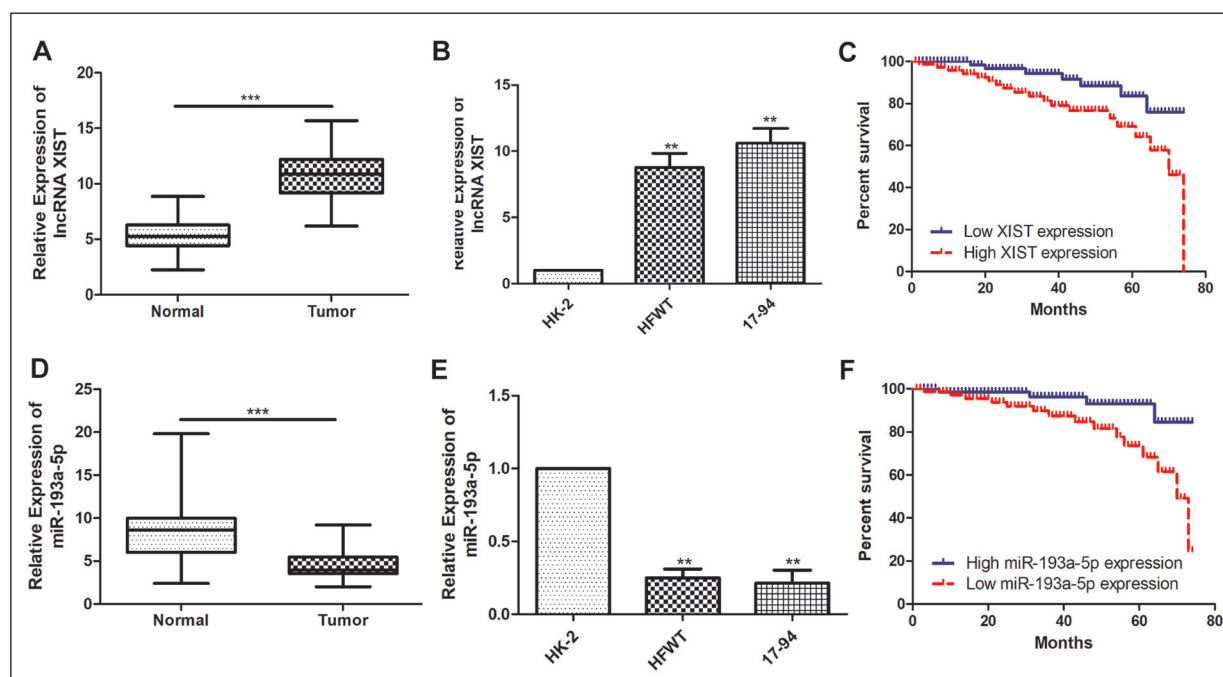 A
Relative Expression of
lncRNA XIST
20
15
10
5
0
***
Normal
Tumor
B
Relative Expression of
lncRNA XIST
15
10
5
0
**
**
HK-2
HFWT
17-94
C
Percent survival
100
80
60
40
20
0
Low XIST expression
High XIST expression
0
20
40
60
80
Months
D
Relative Expression of
miR-193a-5p
25
20
15
10
5
0
***
Normal
Tumor
E
Relative Expression of
miR-193a-5p
1.5
1.0
0.5
0.0
**
**
HK-2
HFWT
17-94
F
Percent survival
100
80
60
40
20
0
High miR-193a-5p expression
Low miR-193a-5p expression
0
20
40
60
80
Months